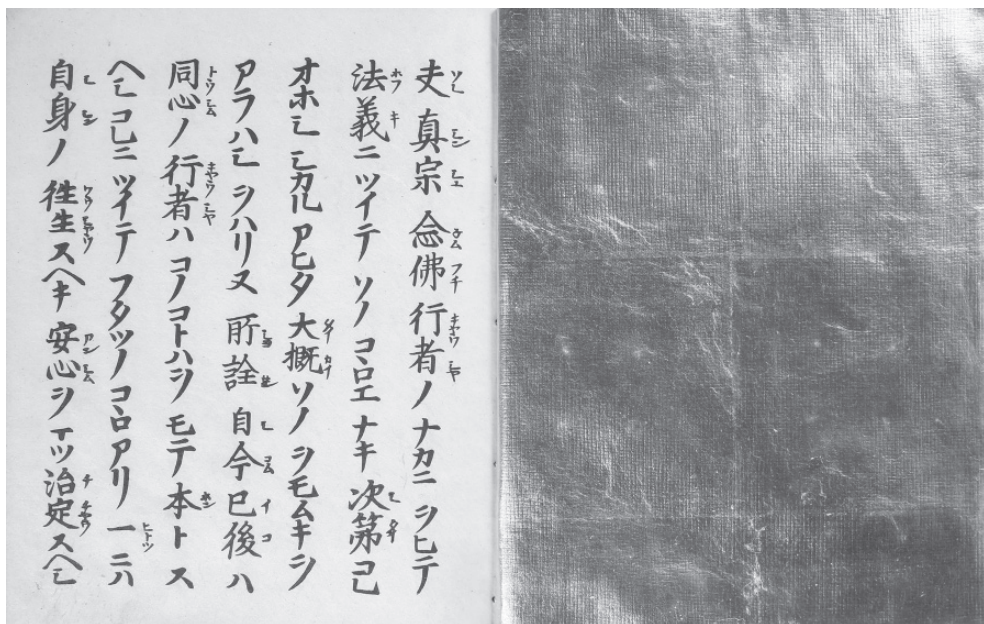 夫真宗念佛行者ノナカニヲヒテ
法義ニツイテソノコヽロエナキ次第コレ
オホシシカルアヒタ大概ソノヲモムキヲ
アラハシヲハリヌ所詮自今已後ハ
同心ノ行者ハコノコトハヲモテ本トス
ヘシコレニツイテフタツノコヽロアリ一ニハ
自身ノ往生スヘキ安心ヲマツ治定スヘシ